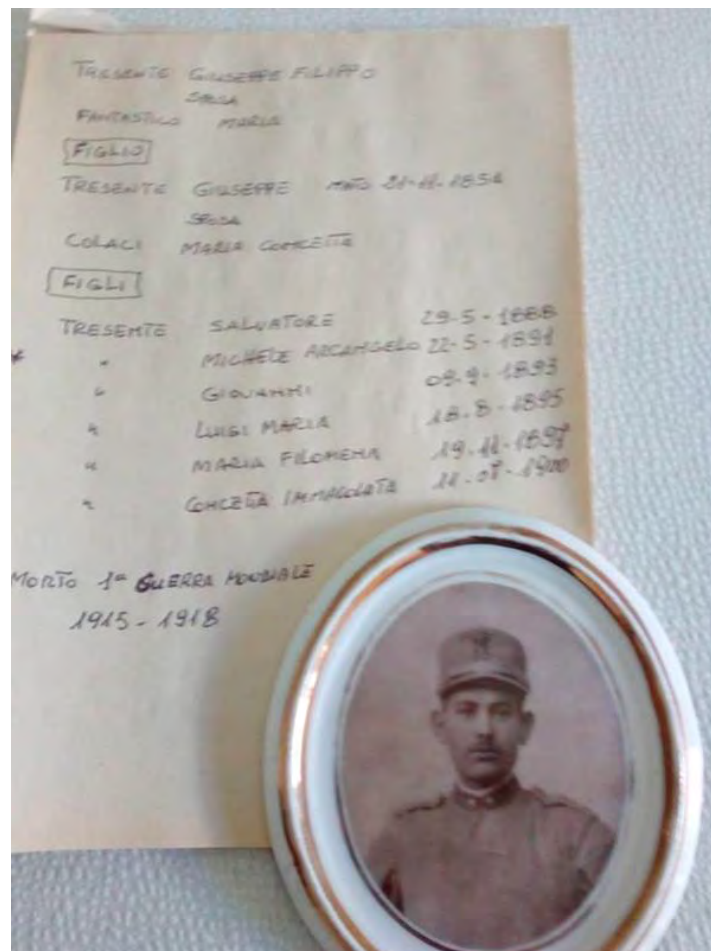 TRESENTE GIUSEPPE FILIPPO
SPOSA
FANTASTICO MARIA
FIGLIO
TRESENTE GIUSEPPE NATO 21-11-1854
SPOSA
COLACI MARIA CONCETTA
FIGLI
TRESENTE SALVATORE 29-5-1888
* " MICHELE ARCANGELO 22-5-1891
" GIOVANNI 09-9-1893
" LUIGI MARIA 18-8-1895
" MARIA FILOMENA 19-11-1897
" CONCETTA IMMACOLATA 11-07-1900
MORTO 1ª GUERRA MONDIALE
1915-1918